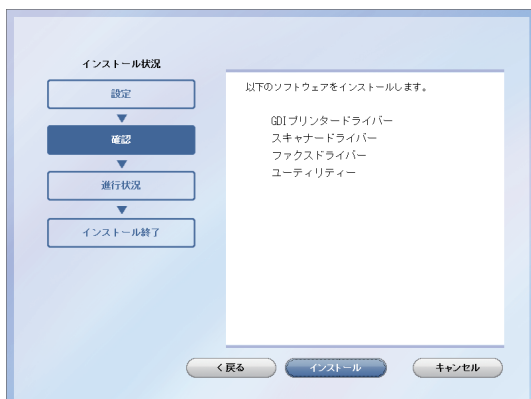 インストール状況
設定
確認
進行状況
インストール終了
以下のソフトウェアをインストールします。
GDIプリンタードライバー
スキャナードライバー
ファクスドライバー
ユーティリティー
< 戻る
インストール
キャンセル